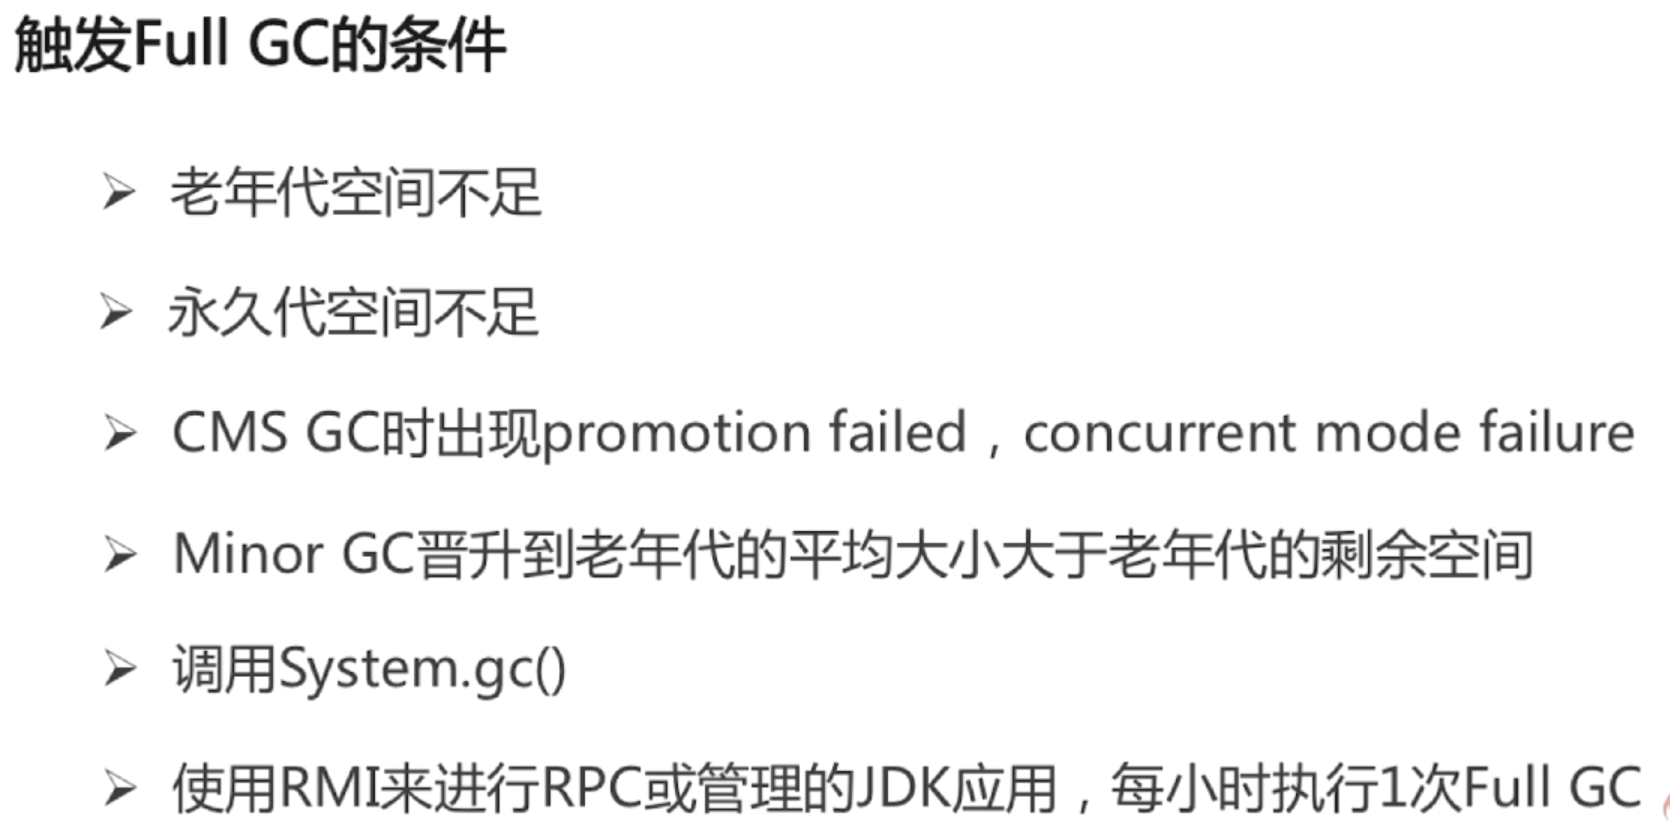 触发Full GC的条件
老年代空间不足
永久代空间不足
CMS GC时出现promotion failed，concurrent mode failure
Minor GC晋升到老年代的平均大小大于老年代的剩余空间
调用System.gc()
使用RMI来进行RPC或管理的JDK应用，每小时执行1次Full GC